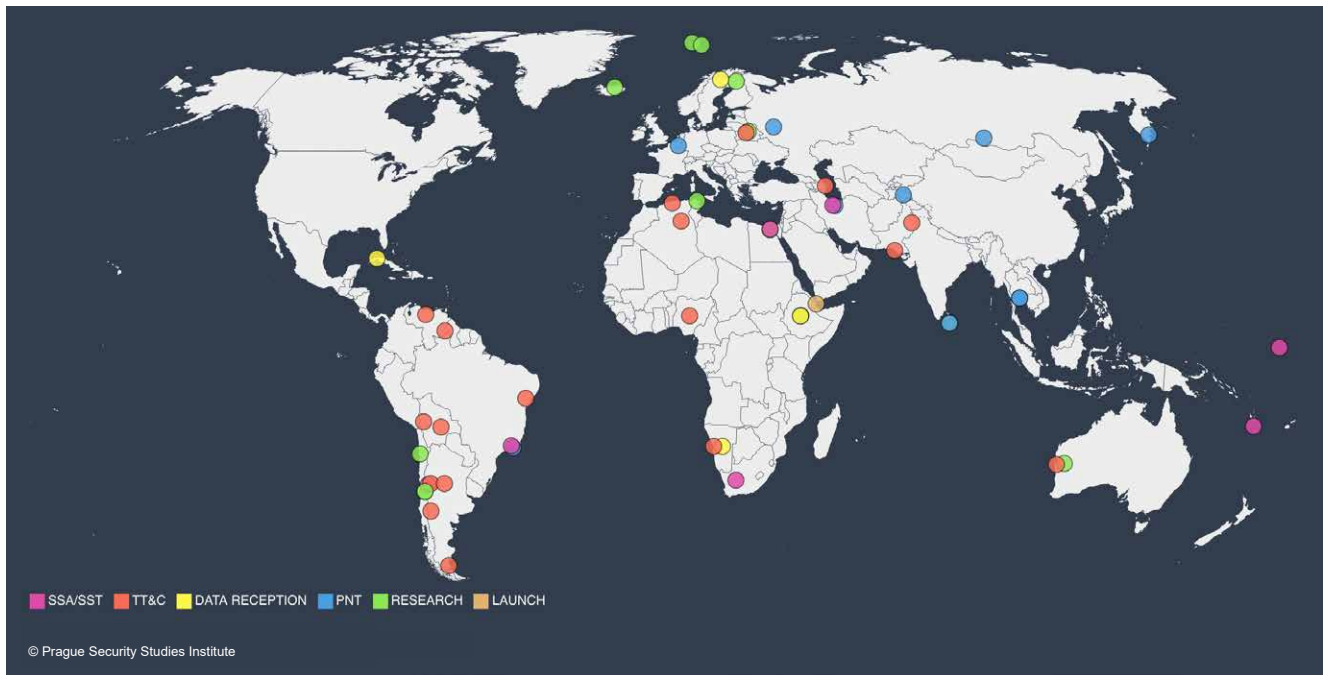 SSA/SST TT&C DATA RECEPTION PNT RESEARCH LAUNCH
© Prague Security Studies Institute